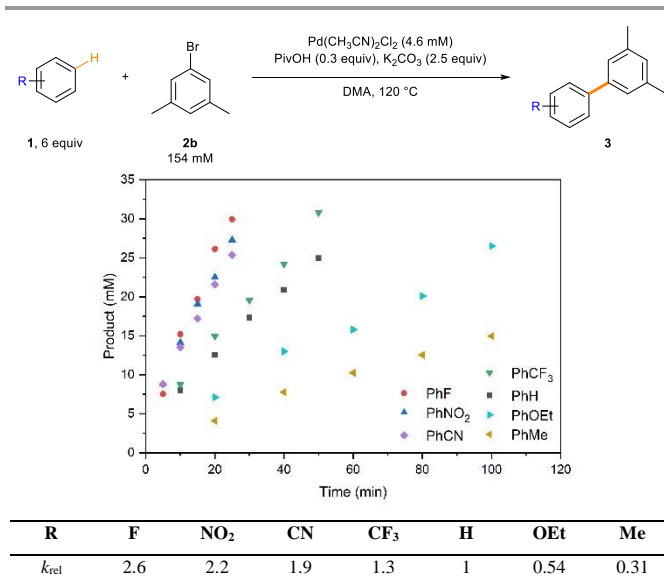 Br
H
R
+
Pd(CH₃CN)₂Cl₂ (4.6 mM)
PivOH (0.3 equiv), K₂CO₃ (2.5 equiv)
DMA, 120 °C
R
1, 6 equiv
2b
154 mM
3
Product (mM)
35
30
25
20
15
10
5
0
PhF
PhNO₂
PhCN
PhCF₃
PhH
PhOEt
PhMe
0 20 40 60 80 100 120
Time (min)
R F NO₂ CN CF₃ H OEt Me
k_rel 2.6 2.2 1.9 1.3 1 0.54 0.31